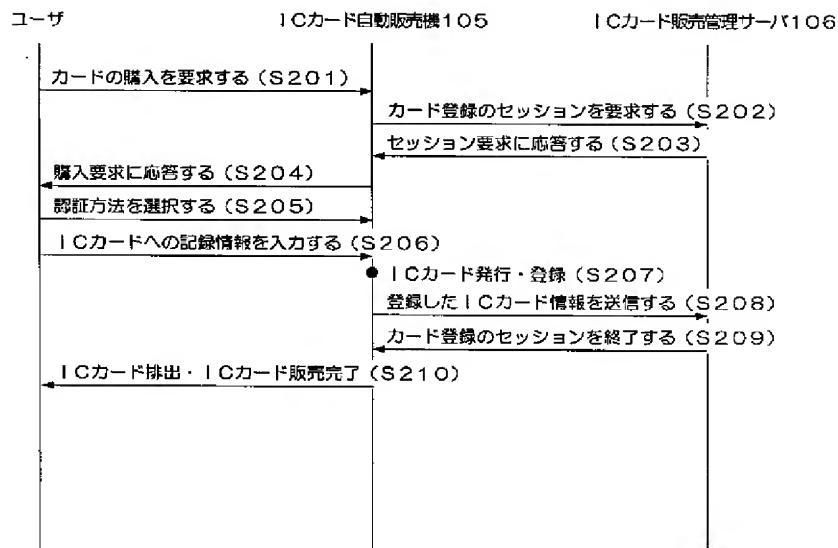 ユーザ
ICカード自動販売機105
ICカード販売管理サーバ106
カードの購入を要求する(S201)
カード登録のセッションを要求する(S202)
セッション要求に応答する(S203)
購入要求に応答する(S204)
認証方法を選択する(S205)
ICカードへの記録情報を入力する(S206)
ICカード発行・登録(S207)
登録したICカード情報を送信する(S208)
カード登録のセッションを終了する(S209)
ICカード排出・ICカード販売完了(S210)